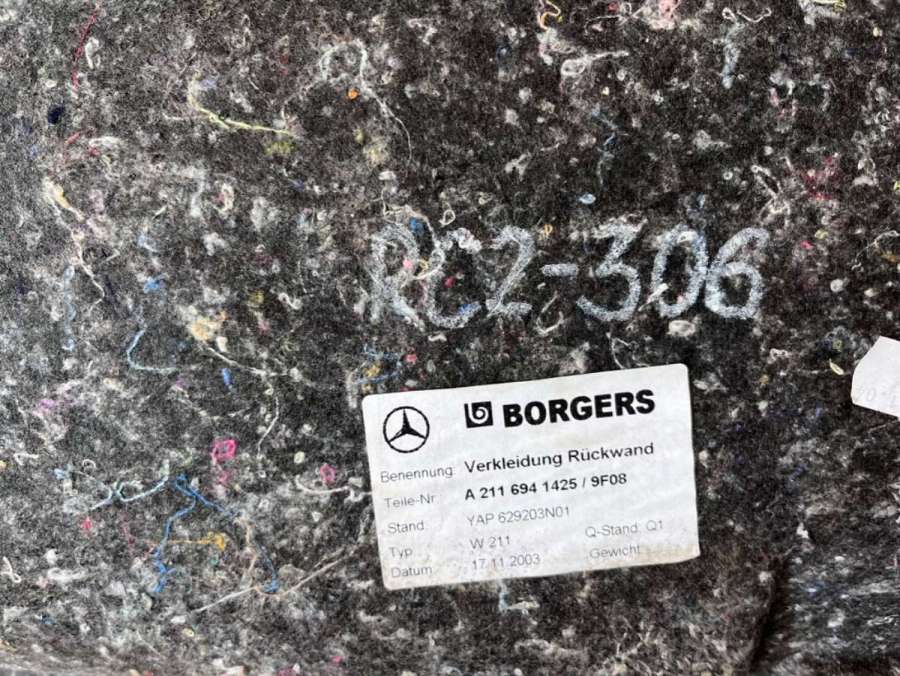 RC2-306
BORGERS
Benennung: Verkleidung Rückwand
Teile-Nr A 211 694 1425 / 9F08
Stand: YAP 629203N01
Typ W 211 Q-Stand: Q1
Datum: 17.11.2003 Gewicht